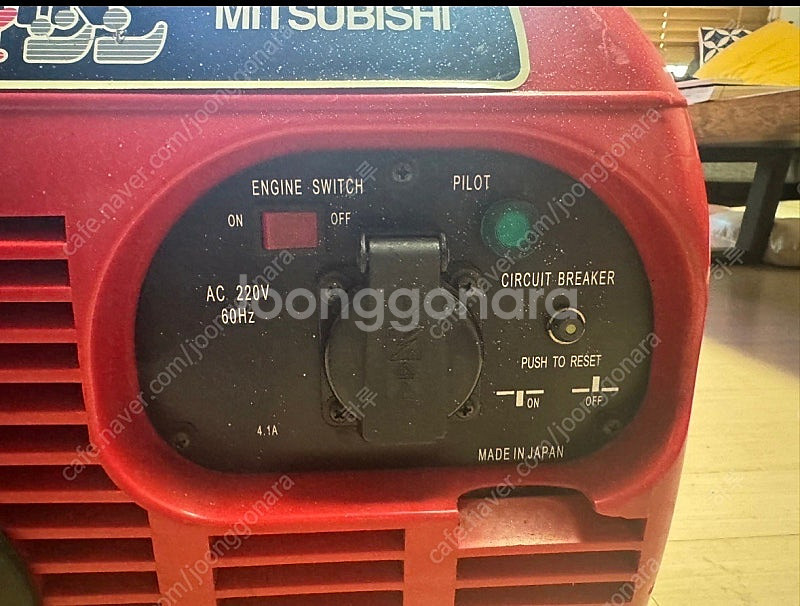 MITSUBISHI
ENGINE SWITCH
PILOT
ON
OFF
AC 220V
60Hz
CIRCUIT BREAKER
PUSH TO RESET
ON
OFF
4.1A
MADE IN JAPAN
Joonggonara
cafe.naver.com/joonggonara